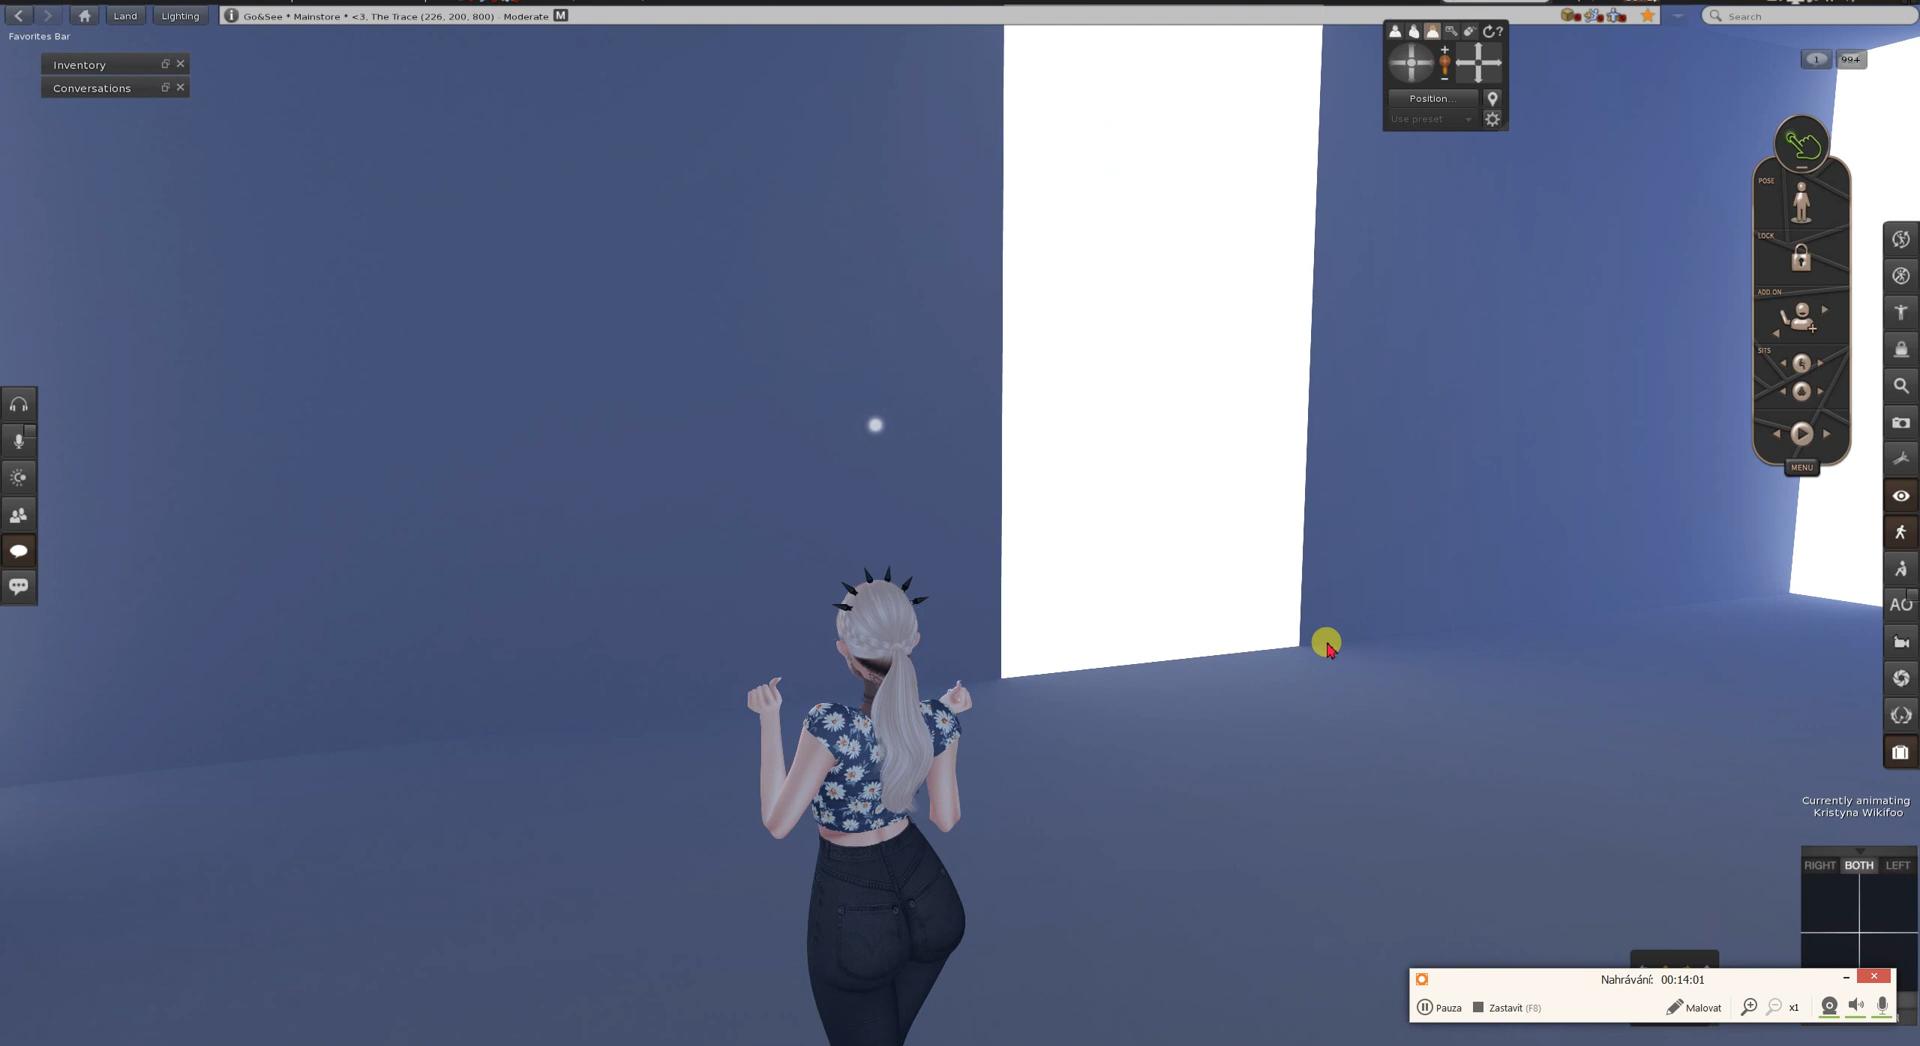 Land
Lighting
Go&See * Mainstore * <3, The Trace (226, 200, 800) - Moderate
M
Search
Favorites Bar
Inventory
Conversations
Position...
Use preset
1
99+
POSE
LOCK
ADD ON
SITS
MENU
AO
Currently animating
Kristyna Wikifoo
RIGHT BOTH LEFT
Nahrávání: 00:14:01
Pauza
Zastavit (F8)
Malovat
x1